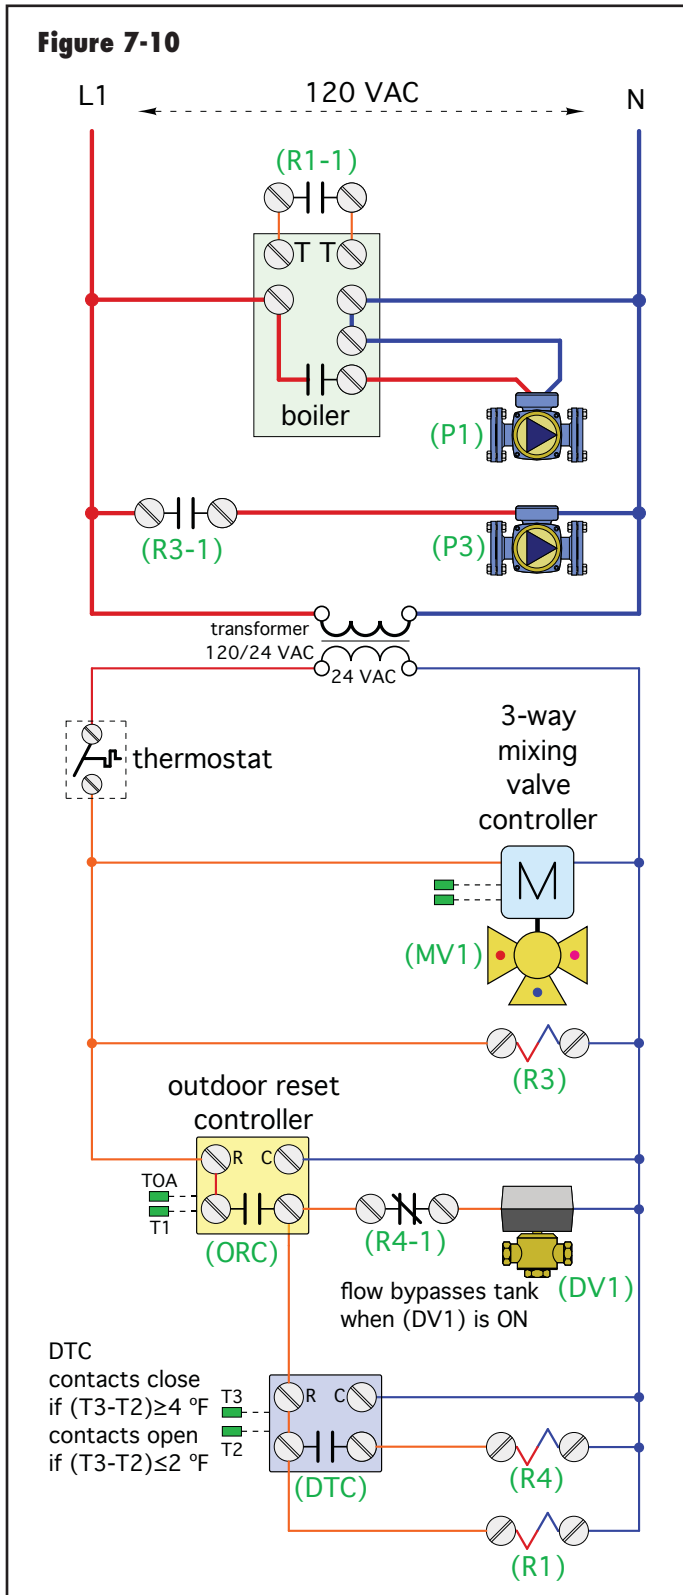 Figure 7-10
L1
120 VAC
N
(R1-1)
T T
boiler
(P1)
(R3-1)
(P3)
transformer
120/24 VAC
24 VAC
thermostat
3-way
mixing
valve
controller
M
(MV1)
(R3)
outdoor reset
controller
R C
TOA
T1
(ORC)
(R4-1)
(DV1)
flow bypasses tank
when (DV1) is ON
DTC
contacts close
if (T3-T2)≥4 ºF
contacts open
if (T3-T2)≤2 ºF
T3
R C
T2
(DTC)
(R4)
(R1)